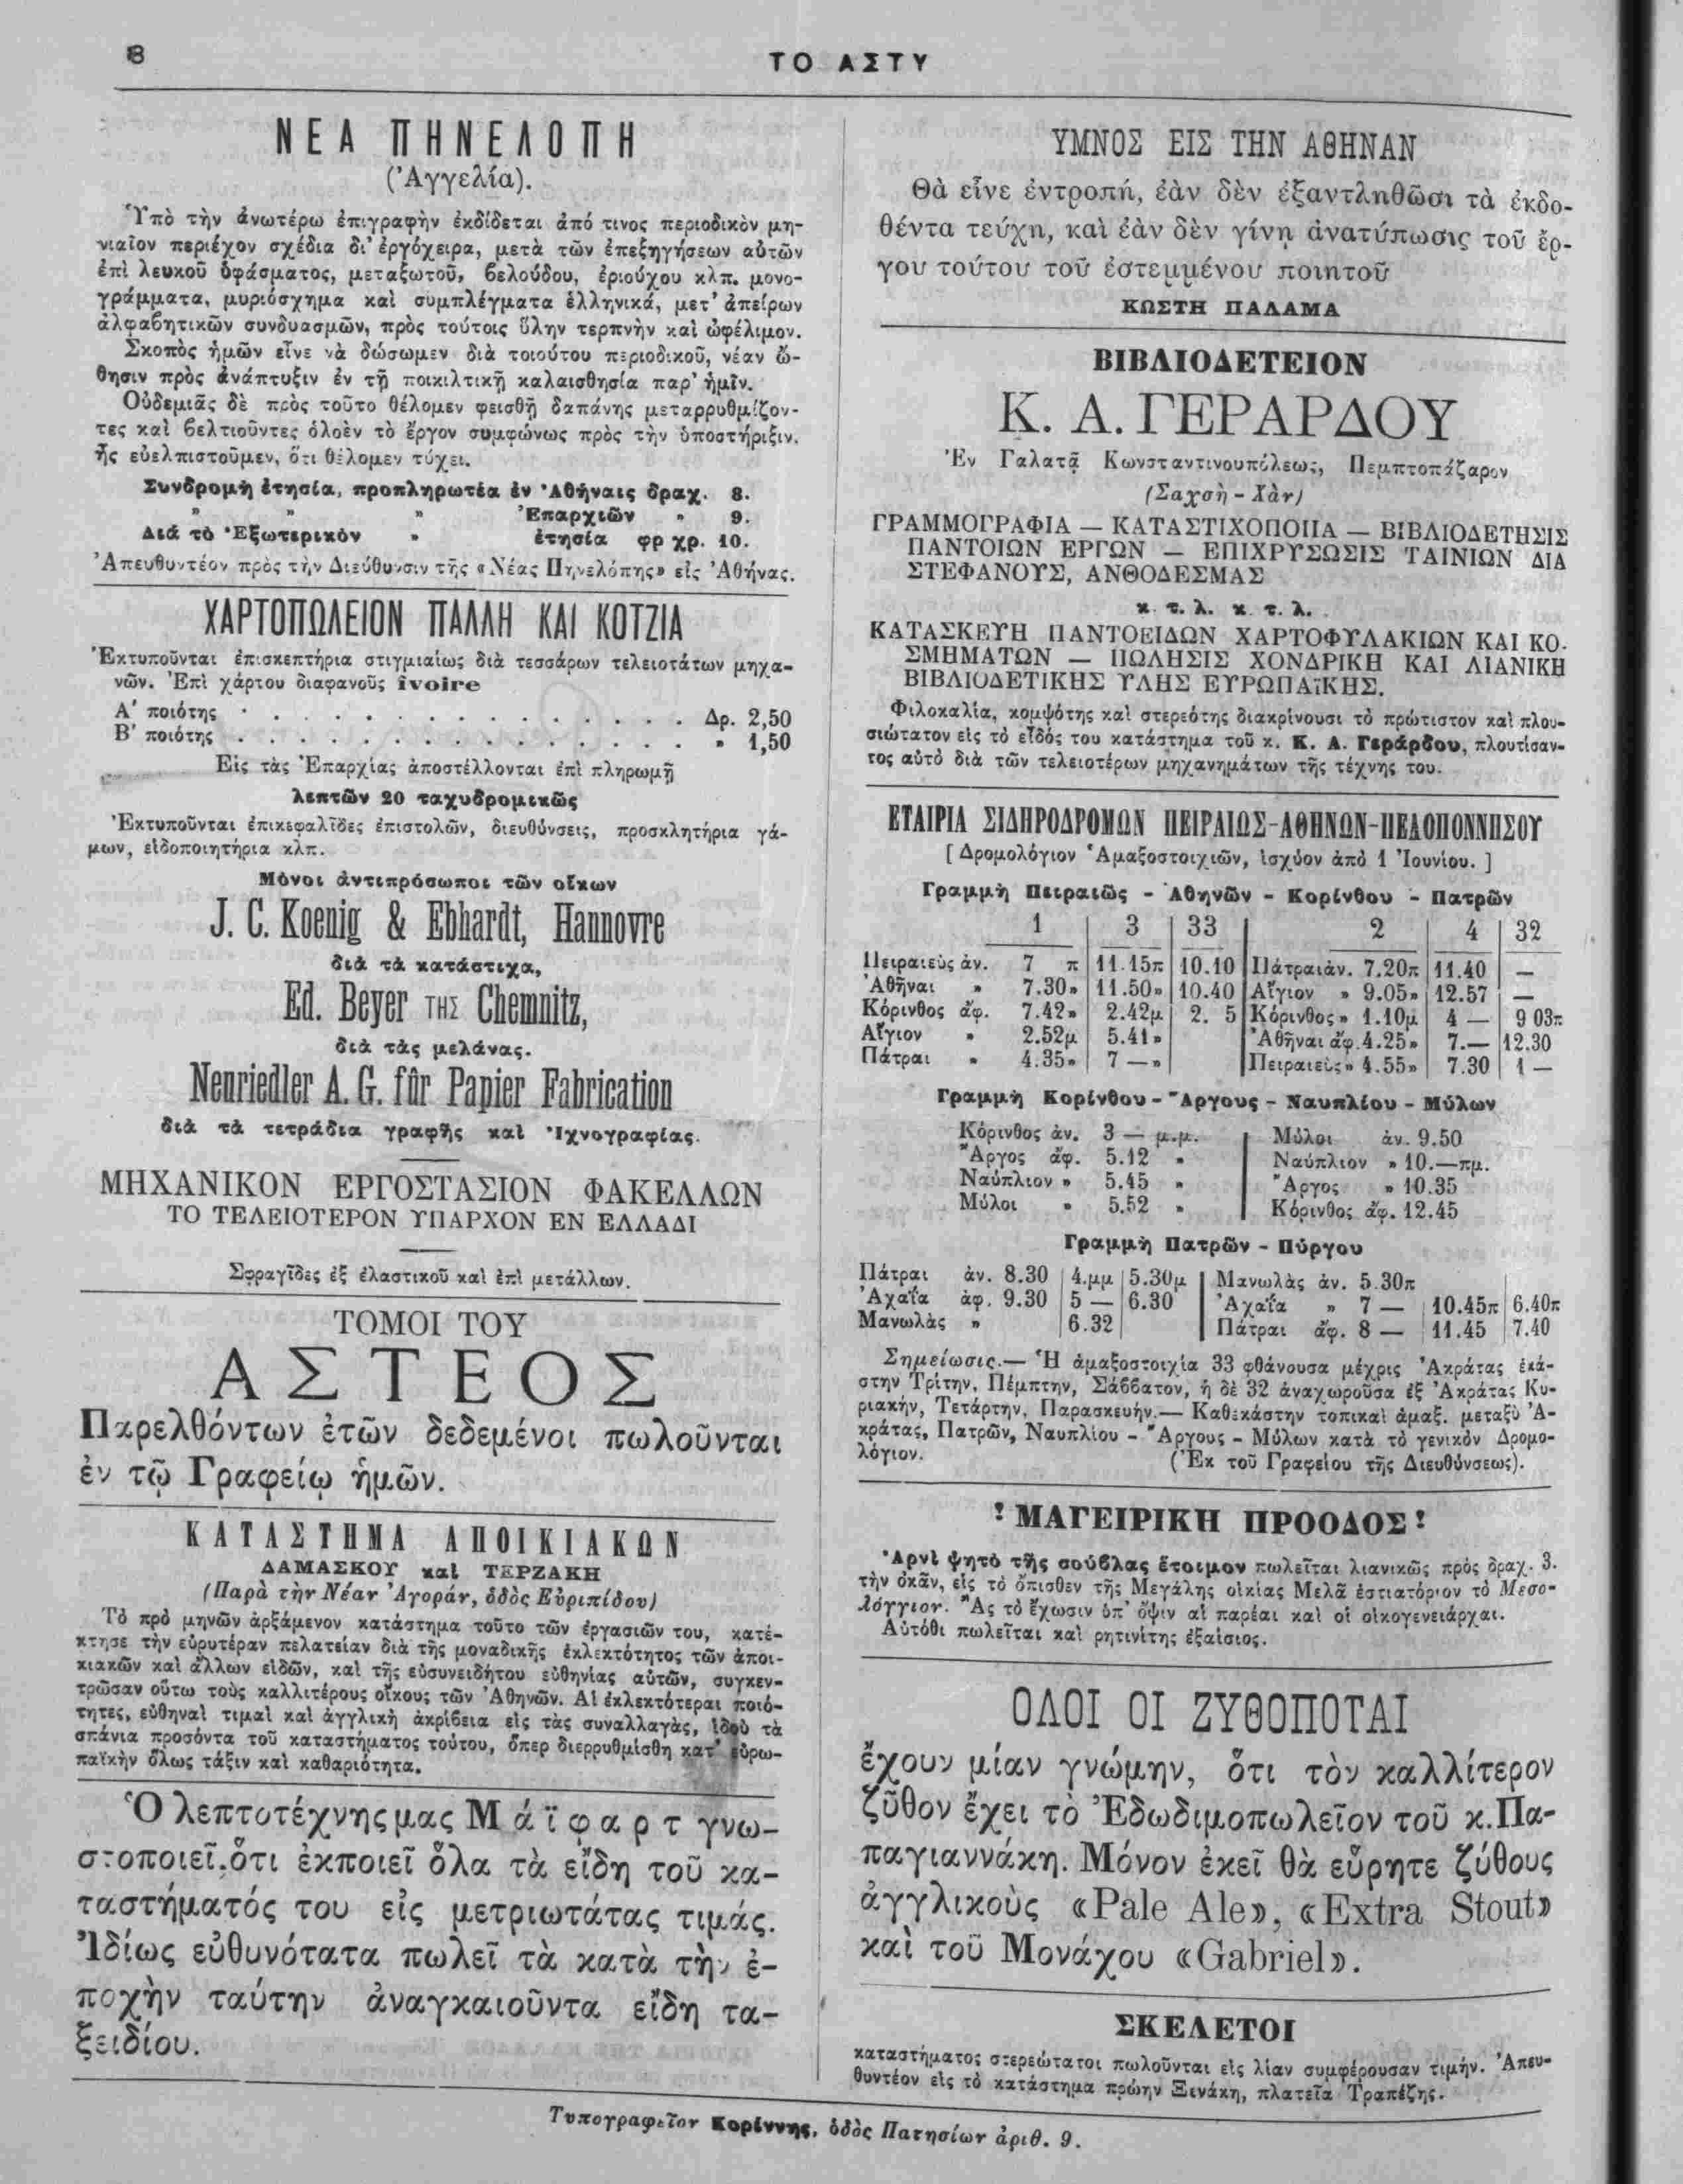 8
ΤΟ ΑΣΤΥ
ΝΕΑ ΠΗΝΕΛΟΠΗ
(Ἀγγελία).
Ὑπὸ τὴν ἀνωτέρω ἐπιγραφὴν ἐκδίδεται ἀπό τινος περιοδικὸν μη-
νιαῖον περιέχον σχέδια δι' ἐργόχειρα, μετὰ τῶν ἐπεξηγήσεων αὐτῶν
ἐπὶ λευκοῦ ὑφάσματος, μεταξωτοῦ, βελούδου, ἐριούχου κλπ. μονο-
γράμματα, μυριόσχημα καὶ συμπλέγματα ἑλληνικά, μετ' ἀπείρων
ἀλφαβητικῶν συνδυασμῶν, πρὸς τούτοις ὕλην τερπνὴν καὶ ὠφέλιμον.
Σκοπὸς ἡμῶν εἶνε νὰ δώσωμεν διὰ τοιούτου περιοδικοῦ, νέαν ὤ-
θησιν πρὸς ἀνάπτυξιν ἐν τῇ ποικιλτικῇ καλαισθησίᾳ παρ' ἡμῖν.
Οὐδεμιᾶς δὲ πρὸς τοῦτο θέλομεν φεισθῇ δαπάνης μεταρρυθμίζον-
τες καὶ βελτιοῦντες ὁλοὲν τὸ ἔργον συμφώνως πρὸς τὴν ὑποστήριξιν,
ἧς εὐελπιστοῦμεν, ὅτι θέλομεν τύχει.
Συνδρομὴ ἐτησία, προπληρωτέα ἐν Ἀθήναις δραχ. 8.
» » » Ἐπαρχιῶν » 9.
Διὰ τὸ Ἐξωτερικὸν » ἐτησία φρ χρ. 10.
Ἀπευθυντέον πρὸς τὴν Διεύθυνσιν τῆς «Νέας Πηνελόπης» εἰς Ἀθήνας.
ΧΑΡΤΟΠΩΛΕΙΟΝ ΠΑΛΛΗ ΚΑΙ ΚΟΤΖΙΑ
Ἐκτυποῦνται ἐπισκεπτήρια στιγμιαίως διὰ τεσσάρων τελειοτάτων μηχα-
νῶν. Ἐπὶ χάρτου διαφανοῦς ivoire
Α' ποιότης . . . . . . . . . . . . Δρ. 2,50
Β' ποιότης . . . . . . . . . . . . » 1,50
Εἰς τὰς Ἐπαρχίας ἀποστέλλονται ἐπὶ πληρωμῇ
λεπτῶν 20 ταχυδρομικῶς
Ἐκτυποῦνται ἐπικεφαλῖδες ἐπιστολῶν, διευθύνσεις, προσκλητήρια γά-
μων, εἰδοποιητήρια κλπ.
Μόνοι ἀντιπρόσωποι τῶν οἴκων
J. C. Koenig & Ebhardt, Hannovre
διὰ τὰ κατάστιχα,
Ed. Beyer ΤΗΣ Chemnitz,
διὰ τὰς μελάνας.
Neuriedler A. G. fûr Papier Fabrication
διὰ τὰ τετράδια γραφῆς καὶ Ἰχνογραφίας.
ΜΗΧΑΝΙΚΟΝ ΕΡΓΟΣΤΑΣΙΟΝ ΦΑΚΕΛΛΩΝ
ΤΟ ΤΕΛΕΙΟΤΕΡΟΝ ΥΠΑΡΧΟΝ ΕΝ ΕΛΛΑΔΙ
Σφραγῖδες ἐξ ἐλαστικοῦ καὶ ἐπὶ μετάλλων.
ΤΟΜΟΙ ΤΟΥ
ΑΣΤΕΟΣ
Παρελθόντων ἐτῶν δεδεμένοι πωλοῦνται
ἐν τῷ Γραφείῳ ἡμῶν.
ΚΑΤΑΣΤΗΜΑ ΑΠΟΙΚΙΑΚΩΝ
ΔΑΜΑΣΚΟΥ καὶ ΤΕΡΖΑΚΗ
(Παρὰ τὴν Νέαν Ἀγοράν, ὁδὸς Εὐριπίδου)
Τὸ πρὸ μηνῶν ἀρξάμενον κατάστημα τοῦτο τῶν ἐργασιῶν του, κατέ-
κτησε τὴν εὐρυτέραν πελατείαν διὰ τῆς μοναδικῆς ἐκλεκτότητος τῶν ἀποι-
κιακῶν καὶ ἄλλων εἰδῶν, καὶ τῆς εὐσυνειδήτου εὐθηνίας αὐτῶν, συγκεν-
τρῶσαν οὕτω τοὺς καλλιτέρους οἴκους τῶν Ἀθηνῶν. Αἱ ἐκλεκτότεραι ποιό-
τητες, εὐθηναὶ τιμαὶ καὶ ἀγγλικὴ ἀκρίβεια εἰς τὰς συναλλαγάς, ἰδοὺ τὰ
σπάνια προσόντα τοῦ καταστήματος τούτου, ὅπερ διερρυθμίσθη κατ' εὐρω-
παϊκὴν ὅλως τάξιν καὶ καθαριότητα.
Ὁ λεπτοτέχνης μας Μάϊφαρτ γνω-
στοποιεῖ, ὅτι ἐκποιεῖ ὅλα τὰ εἴδη τοῦ κα-
ταστήματός του εἰς μετριωτάτας τιμάς.
Ἰδίως εὐθυνότατα πωλεῖ τὰ κατὰ τὴν ἐ-
ποχὴν ταύτην ἀναγκαιοῦντα εἴδη τα-
ξειδίου.
ΥΜΝΟΣ ΕΙΣ ΤΗΝ ΑΘΗΝΑΝ
Θὰ εἶνε ἐντροπή, ἐὰν δὲν ἐξαντληθῶσι τὰ ἐκδο-
θέντα τεύχη, καὶ ἐὰν δὲν γίνῃ ἀνατύπωσις τοῦ ἔρ-
γου τούτου τοῦ ἐστεμμένου ποιητοῦ
ΚΩΣΤΗ ΠΑΛΑΜΑ
ΒΙΒΛΙΟΔΕΤΕΙΟΝ
Κ. Α. ΓΕΡΑΡΔΟΥ
Ἐν Γαλατᾷ Κωνσταντινουπόλεως, Πεμπτοπάζαρον
(Σαχσὴ - Χὰν)
ΓΡΑΜΜΟΓΡΑΦΙΑ — ΚΑΤΑΣΤΙΧΟΠΟΙΙΑ — ΒΙΒΛΙΟΔΕΤΗΣΙΣ
ΠΑΝΤΟΙΩΝ ΕΡΓΩΝ — ΕΠΙΧΡΥΣΩΣΙΣ ΤΑΙΝΙΩΝ ΔΙΑ
ΣΤΕΦΑΝΟΥΣ, ΑΝΘΟΔΕΣΜΑΣ
κ. τ. λ. κ. τ. λ.
ΚΑΤΑΣΚΕΥΗ ΠΑΝΤΟΕΙΔΩΝ ΧΑΡΤΟΦΥΛΑΚΙΩΝ ΚΑΙ ΚΟ-
ΣΜΗΜΑΤΩΝ — ΠΩΛΗΣΙΣ ΧΟΝΔΡΙΚΗ ΚΑΙ ΛΙΑΝΙΚΗ
ΒΙΒΛΙΟΔΕΤΙΚΗΣ ΥΛΗΣ ΕΥΡΩΠΑΪΚΗΣ.
Φιλοκαλία, κομψότης καὶ στερεότης διακρίνουσι τὸ πρώτιστον καὶ πλου-
σιώτατον εἰς τὸ εἶδός του κατάστημα τοῦ κ. Κ. Α. Γεράρδου, πλουτίσαν-
τος αὐτὸ διὰ τῶν τελειοτέρων μηχανημάτων τῆς τέχνης του.
ΕΤΑΙΡΙΑ ΣΙΔΗΡΟΔΡΟΜΩΝ ΠΕΙΡΑΙΩΣ-ΑΘΗΝΩΝ-ΠΕΛΟΠΟΝΝΗΣΟΥ
[Δρομολόγιον Ἁμαξοστοιχιῶν, ἰσχύον ἀπὸ 1 Ἰουνίου.]
Γραμμὴ Πειραιῶς - Ἀθηνῶν - Κορίνθου - Πατρῶν
1 3 33 2 4 32
Πειραιεὺς ἀν. 7 π 11.15π 10.10 Πάτραι ἀν. 7.20π 11.40 —
Ἀθῆναι » 7.30» 11.50» 10.40 Αἴγιον » 9.05» 12.57 —
Κόρινθος ἀφ. 7.42» 2.42μ 2. 5 Κόρινθος» 1.10μ 4 — 9 03π
Αἴγιον » 2.52μ 5.41» Ἀθῆναι ἀφ. 4.25» 7.— 12.30
Πάτραι » 4.35» 7 —» Πειραιεὺς» 4.55» 7.30 1 —
Γραμμὴ Κορίνθου - Ἄργους - Ναυπλίου - Μύλων
Κόρινθος ἀν. 3 — μ.μ. Μύλοι ἀν. 9.50
Ἄργος ἀφ. 5.12 » Ναύπλιον » 10.—πμ.
Ναύπλιον » 5.45 » Ἄργος » 10.35
Μύλοι » 5.52 » Κόρινθος ἀφ. 12.45
Γραμμὴ Πατρῶν - Πύργου
Πάτραι ἀν. 8.30 4.μμ 5.30μ Μανωλὰς ἀν. 5.30π
Ἀχαΐα ἀφ. 9.30 5 — 6.30 Ἀχαΐα » 7 — 10.45π 6.40π
Μανωλὰς » 6.32 Πάτραι ἀφ. 8 — 11.45 7.40
Σημείωσις.— Ἡ ἁμαξοστοιχία 33 φθάνουσα μέχρις Ἀκράτας ἑκά-
στην Τρίτην, Πέμπτην, Σάββατον, ἡ δὲ 32 ἀναχωροῦσα ἐξ Ἀκράτας Κυ-
ριακήν, Τετάρτην, Παρασκευήν.— Καθεκάστην τοπικαὶ ἁμαξ. μεταξὺ Ἀ-
κράτας, Πατρῶν, Ναυπλίου - Ἄργους - Μύλων κατὰ τὸ γενικὸν Δρομο-
λόγιον. (Ἐκ τοῦ Γραφείου τῆς Διευθύνσεως).
! ΜΑΓΕΙΡΙΚΗ ΠΡΟΟΔΟΣ !
Ἀρνὶ ψητὸ τῆς σούβλας ἕτοιμον πωλεῖται λιανικῶς πρὸς δραχ. 3.
τὴν ὀκᾶν, εἰς τὸ ὄπισθεν τῆς Μεγάλης οἰκίας Μελᾶ ἑστιατόριον τὸ Μεσο-
λόγγιον. Ἂς τὸ ἔχωσιν ὑπ' ὄψιν αἱ παρέαι καὶ οἱ οἰκογενειάρχαι.
Αὐτόθι πωλεῖται καὶ ρητινίτης ἐξαίσιος.
ΟΛΟΙ ΟΙ ΖΥΘΟΠΟΤΑΙ
ἔχουν μίαν γνώμην, ὅτι τὸν καλλίτερον
ζῦθον ἔχει τὸ Ἐδωδιμοπωλεῖον τοῦ κ. Πα-
παγιαννάκη. Μόνον ἐκεῖ θὰ εὕρητε ζύθους
ἀγγλικοὺς «Pale Ale», «Extra Stout»
καὶ τοῦ Μονάχου «Gabriel».
ΣΚΕΛΕΤΟΙ
καταστήματος στερεώτατοι πωλοῦνται εἰς λίαν συμφέρουσαν τιμήν. Ἀπευ-
θυντέον εἰς τὸ κατάστημα πρώην Ξινάκη, πλατεῖα Τραπέζης.
Τυπογραφεῖον Κορίννης, ὁδὸς Πατησίων ἀριθ. 9.